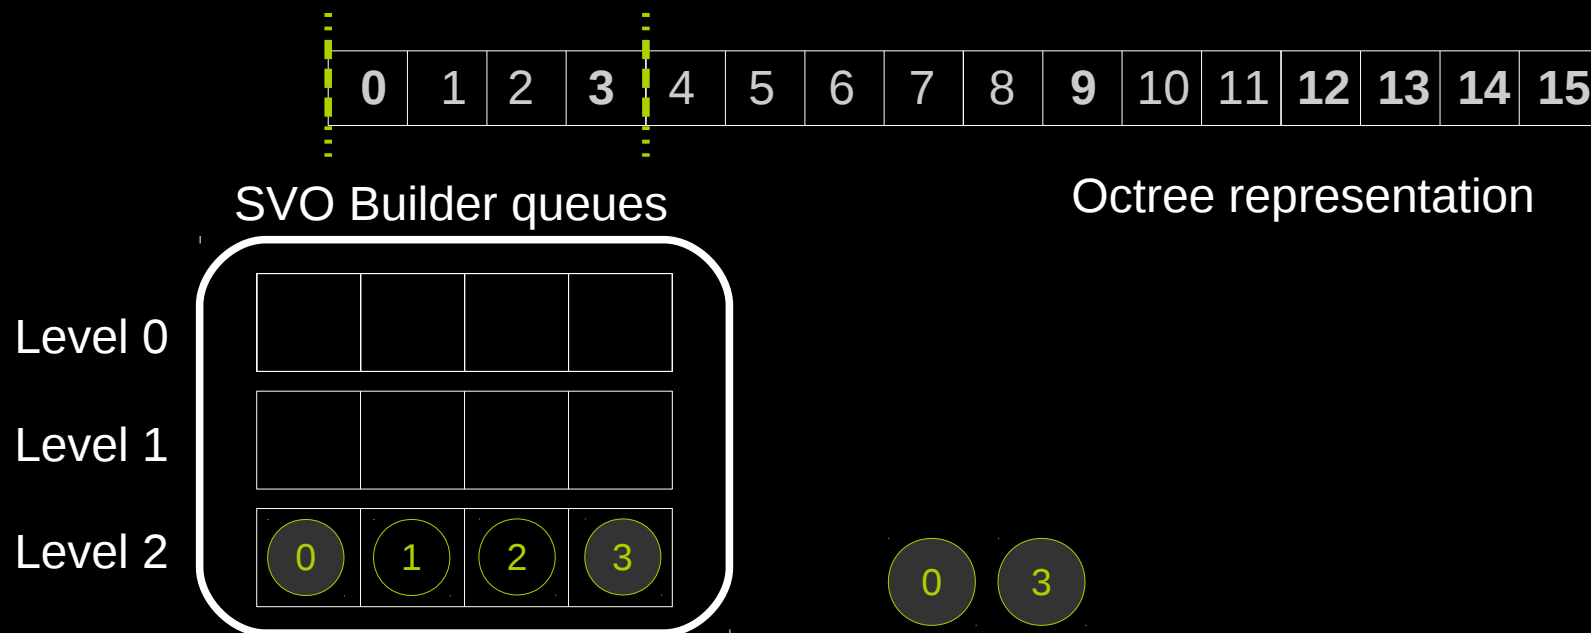 0 1 2 3 4 5 6 7 8 9 10 11 12 13 14 15
SVO Builder queues
Octree representation
Level 0
Level 1
Level 2
0 1 2 3
0 3